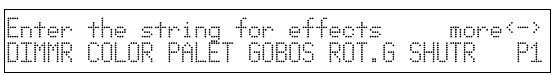 Enter the string for effects more<->
DIMMR COLOR PALET GOBOS ROT.G SHUTR P1